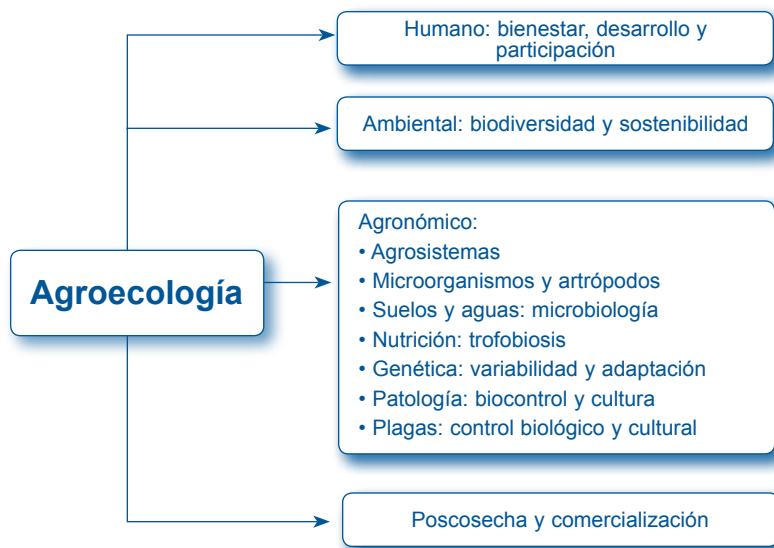 Humano: bienestar, desarrollo y
participación
Ambiental: biodiversidad y sostenibilidad
Agroecología
Agronómico:
• Agrosistemas
• Microorganismos y artrópodos
• Suelos y aguas: microbiología
• Nutrición: trofobiosis
• Genética: variabilidad y adaptación
• Patología: biocontrol y cultura
• Plagas: control biológico y cultural
Poscosecha y comercialización